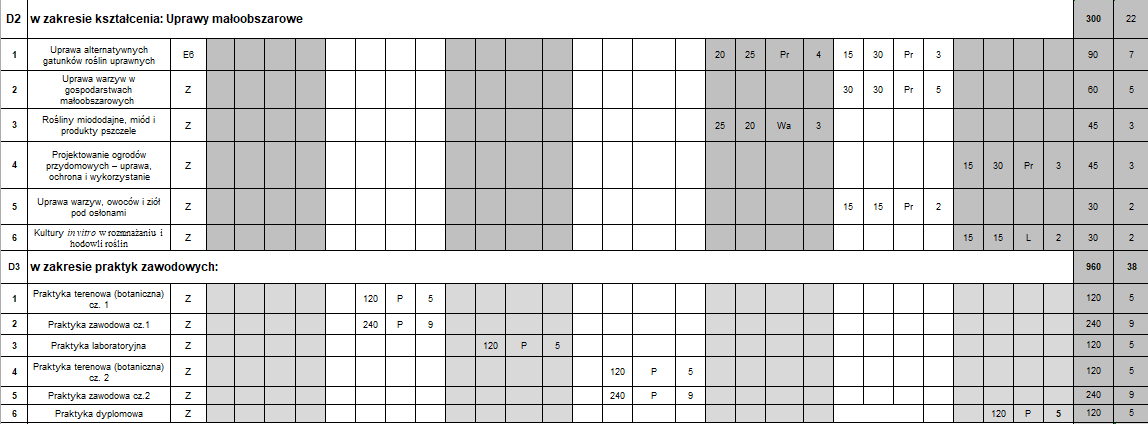 D2 w zakresie kształcenia: Uprawy małoobszarowe 300 22
1 Uprawa alternatywnych gatunków roślin uprawnych E6 20 25 Pr 4 15 30 Pr 3 90 7
2 Uprawa warzyw w gospodarstwach małoobszarowych Z 30 30 Pr 5 60 5
3 Rośliny miododajne, miód i produkty pszczele Z 25 20 Wa 3 45 3
4 Projektowanie ogrodów przydomowych – uprawa, ochrona i wykorzystanie Z 15 30 Pr 3 45 3
5 Uprawa warzyw, owoców i ziół pod osłonami Z 15 15 Pr 2 30 2
6 Kultury in vitro w rozmnażaniu i hodowli roślin Z 15 15 L 2 30 2
D3 w zakresie praktyk zawodowych: 960 38
1 Praktyka terenowa (botaniczna) cz. 1 Z 120 P 5 120 5
2 Praktyka zawodowa cz.1 Z 240 P 9 240 9
3 Praktyka laboratoryjna Z 120 P 5 120 5
4 Praktyka terenowa (botaniczna) cz. 2 Z 120 P 5 120 5
5 Praktyka zawodowa cz.2 Z 240 P 9 240 9
6 Praktyka dyplomowa Z 120 P 5 120 5